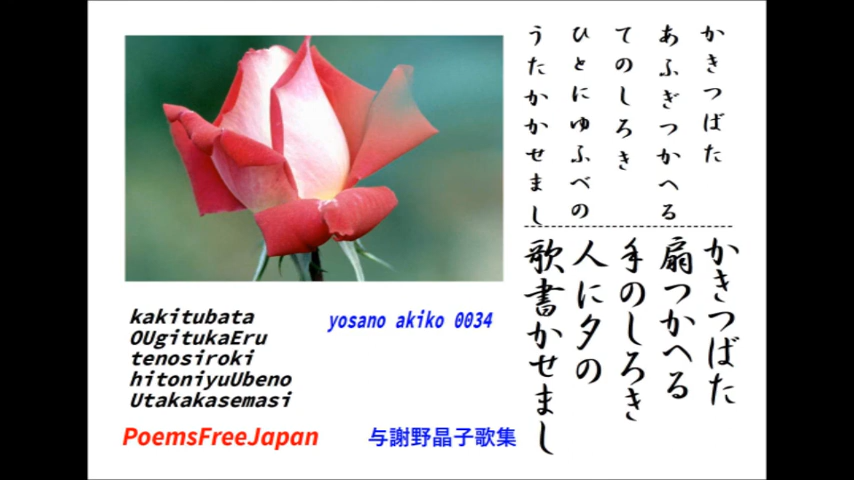 かきつばた
あふぎつかへる
てのしろき
ひとにゆふべの
うたかかせまし
かきつばた
扇つかへる
手のしろき
人に夕の
歌書かせまし
kakitubata
OUgitukaEru
tenosiroki
hitoniyuUbeno
Utakakasemasi
yosano akiko 0034
PoemsFreeJapan
与謝野晶子歌集